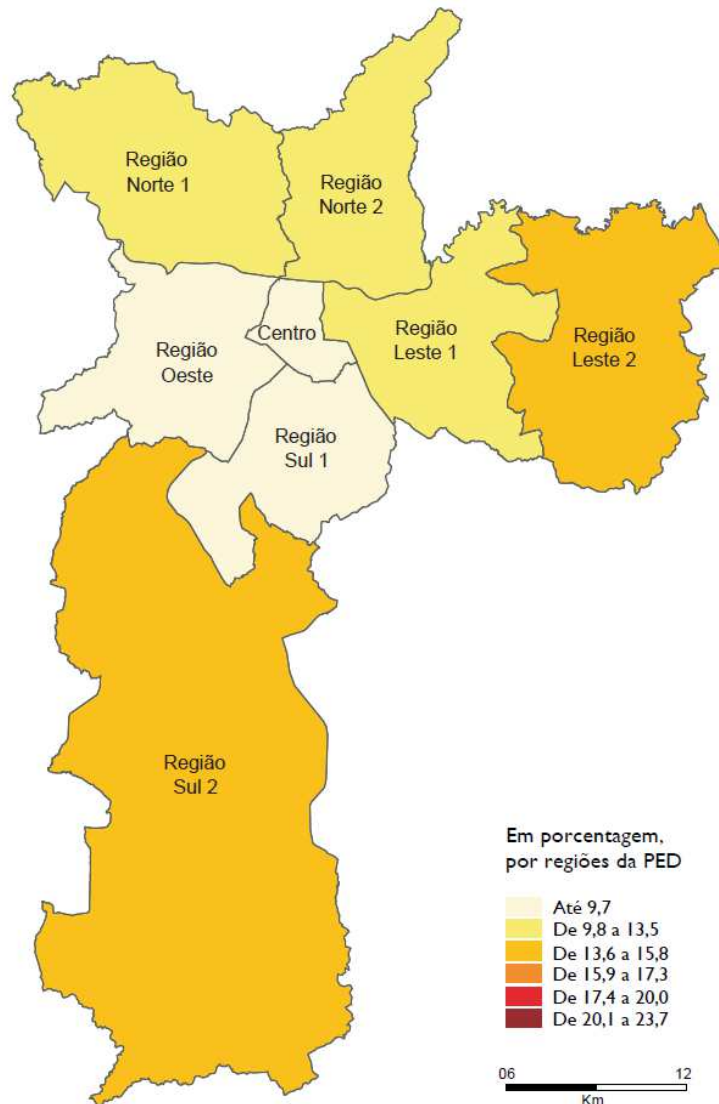 Região
Norte 1
Região
Norte 2
Região
Oeste
Centro
Região
Leste 1
Região
Leste 2
Região
Sul 1
Região
Sul 2
Em porcentagem,
por regiões da PED
Até 9,7
De 9,8 a 13,5
De 13,6 a 15,8
De 15,9 a 17,3
De 17,4 a 20,0
De 20,1 a 23,7
06 12
Km